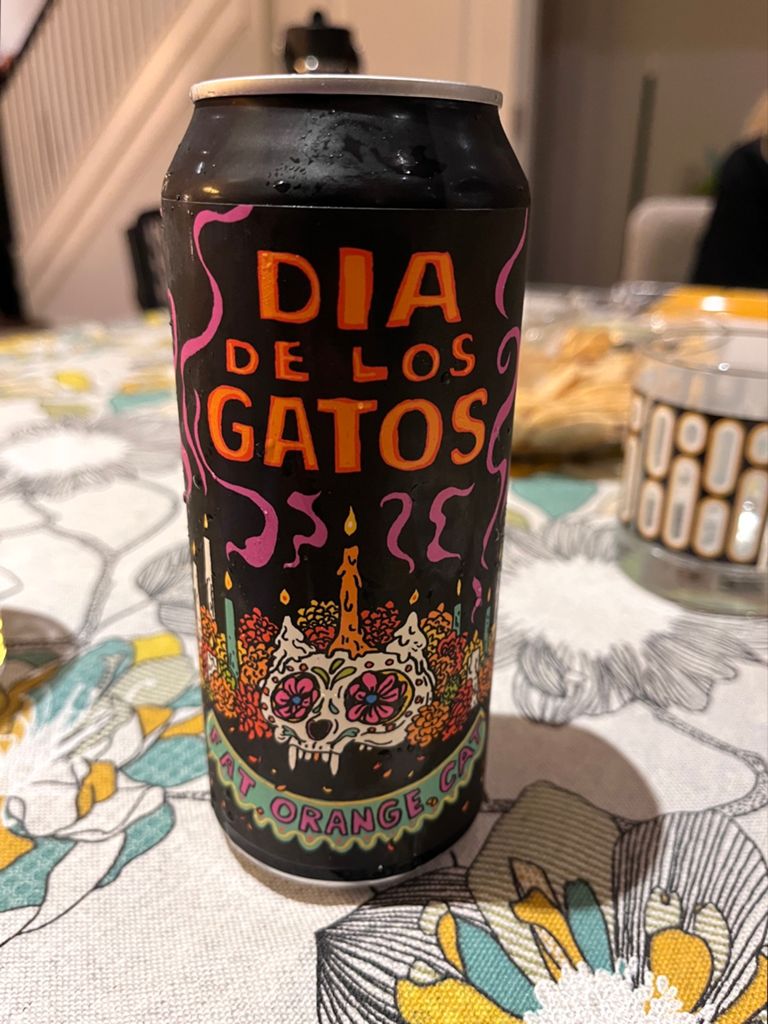 DIA
DE LOS
GATOS
FAT.ORANGE.CAT